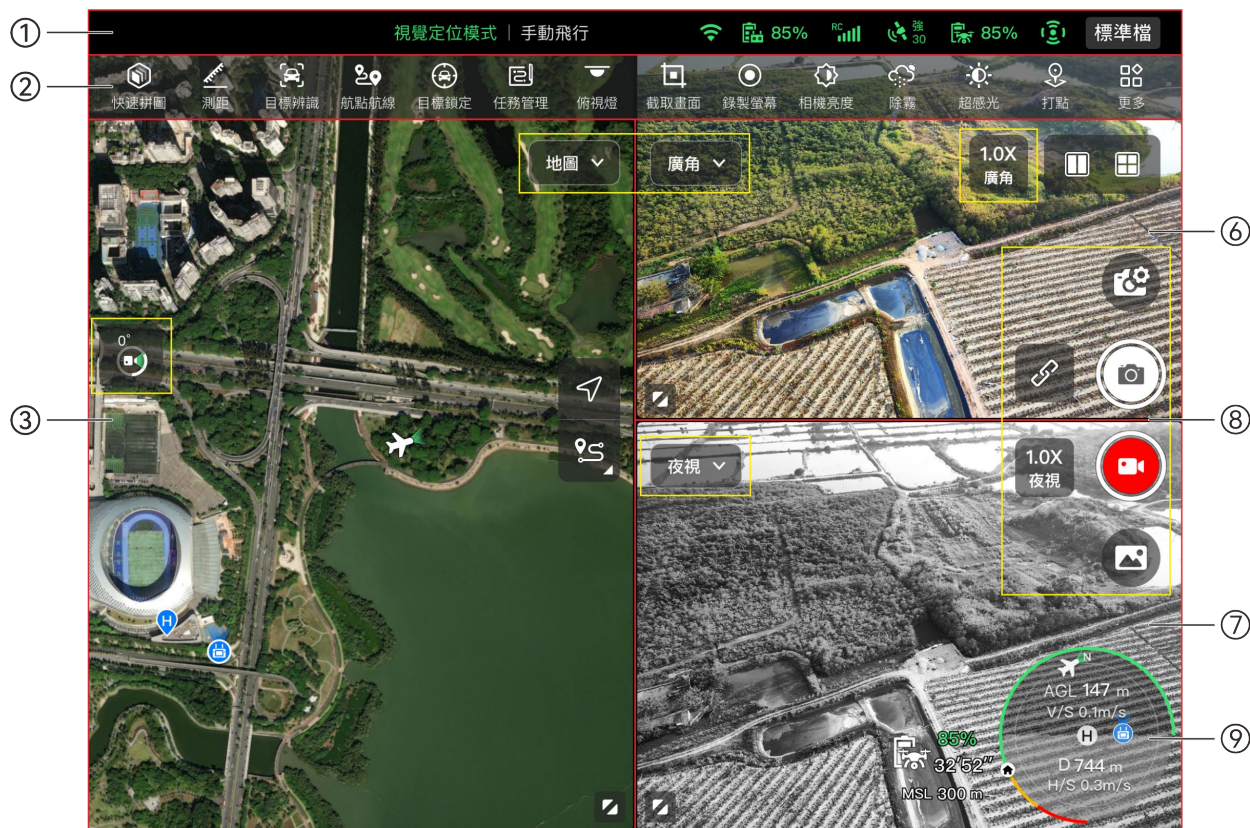 ①
視覺定位模式 | 手動飛行
85%
RC
強
30
85%
標準檔
②
快速拼圖 測距 目標辨識 航點航線 目標鎖定 任務管理 俯視燈 截取畫面 錄製螢幕 相機亮度 除霧 超感光 打點 更多
地圖
廣角
1.0X
廣角
⑥
0°
③
⑧
夜視
1.0X
夜視
⑦
N
AGL 147 m
V/S 0.1m/s
H
H
⑨
85%
32'52"
D 744 m
H/S 0.3m/s
MSL 300 m